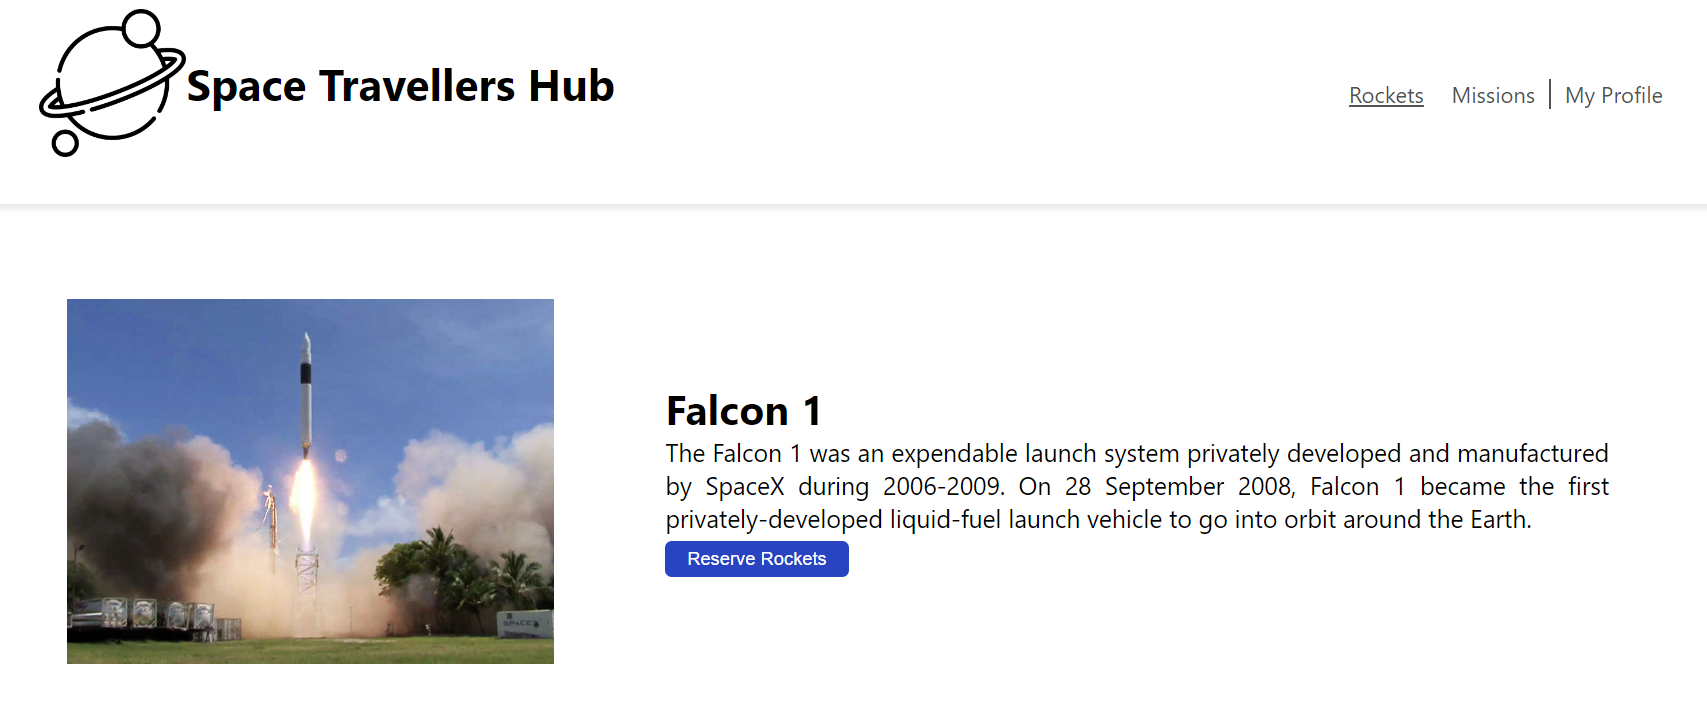 Space Travellers Hub
Rockets Missions My Profile
Falcon 1
The Falcon 1 was an expendable launch system privately developed and manufactured
by SpaceX during 2006-2009. On 28 September 2008, Falcon 1 became the first
privately-developed liquid-fuel launch vehicle to go into orbit around the Earth.
Reserve Rockets
SPACEX